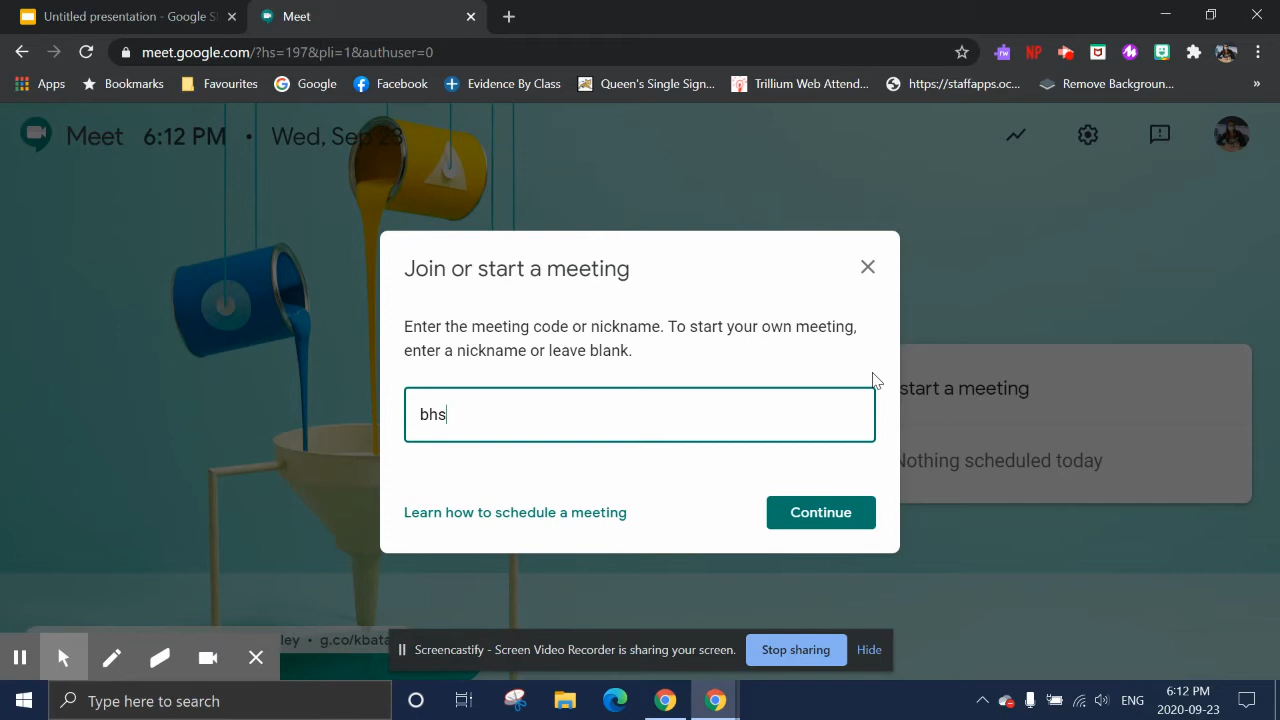 Untitled presentation - Google S
Meet
meet.google.com/?hs=197&pli=1&authuser=0
rw
NP
Apps
Bookmarks
Favourites
Google
Facebook
Evidence By Class
Queen's Single Sign...
Trillium Web Attend...
https://staffapps.oc...
Remove Backgroun...
»
Meet 6:12 PM • Wed, Sep 23
Join or start a meeting
Enter the meeting code or nickname. To start your own meeting,
enter a nickname or leave blank.
bhs
start a meeting
Nothing scheduled today
Learn how to schedule a meeting
Continue
ley • g.co/kbata
Screencastify - Screen Video Recorder is sharing your screen.
Stop sharing
Hide
Type here to search
ENG
6:12 PM
2020-09-23